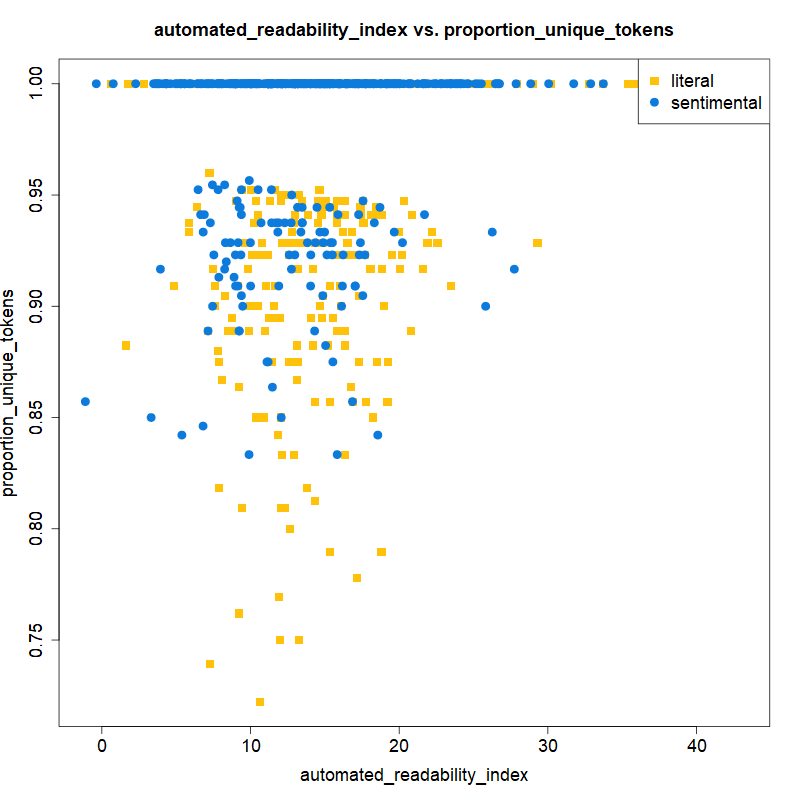 automated_readability_index vs. proportion_unique_tokens
literal
sentimental
1.00
0.95
0.90
0.85
0.80
0.75
proportion_unique_tokens
0
10
20
30
40
automated_readability_index